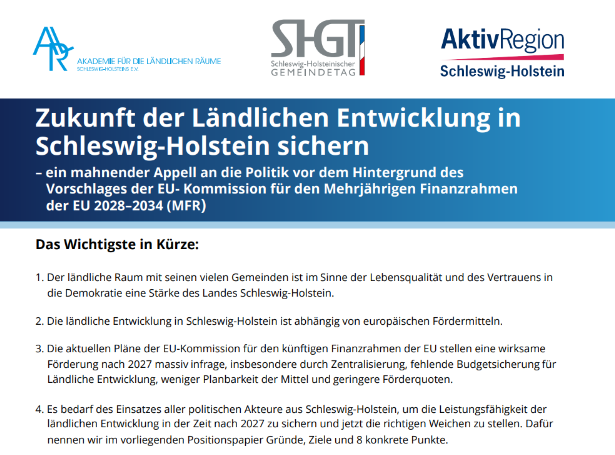 ALR
AKADEMIE FÜR DIE LÄNDLICHEN RÄUME
SCHLESWIG-HOLSTEINS E.V.
SHGT
Schleswig-Holsteinischer
GEMEINDETAG
AktivRegion
Schleswig-Holstein
Zukunft der Ländlichen Entwicklung in
Schleswig-Holstein sichern
– ein mahnender Appell an die Politik vor dem Hintergrund des
Vorschlages der EU- Kommission für den Mehrjährigen Finanzrahmen
der EU 2028–2034 (MFR)
Das Wichtigste in Kürze:
1. Der ländliche Raum mit seinen vielen Gemeinden ist im Sinne der Lebensqualität und des Vertrauens in
die Demokratie eine Stärke des Landes Schleswig-Holstein.
2. Die ländliche Entwicklung in Schleswig-Holstein ist abhängig von europäischen Fördermitteln.
3. Die aktuellen Pläne der EU-Kommission für den künftigen Finanzrahmen der EU stellen eine wirksame
Förderung nach 2027 massiv infrage, insbesondere durch Zentralisierung, fehlende Budgetsicherung für
Ländliche Entwicklung, weniger Planbarkeit der Mittel und geringere Förderquoten.
4. Es bedarf des Einsatzes aller politischen Akteure aus Schleswig-Holstein, um die Leistungsfähigkeit der
ländlichen Entwicklung in der Zeit nach 2027 zu sichern und jetzt die richtigen Weichen zu stellen. Dafür
nennen wir im vorliegenden Positionspapier Gründe, Ziele und 8 konkrete Punkte.